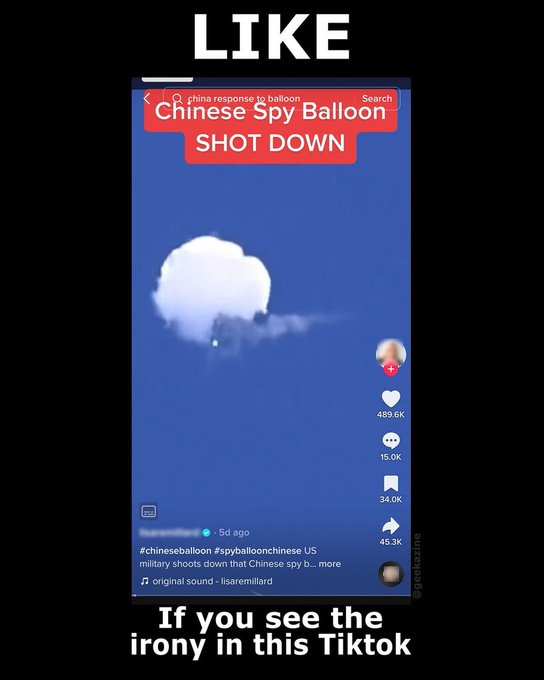 LIKE
china response to balloon Search
Chinese Spy Balloon
SHOT DOWN
489.6K
15.0K
34.0K
45.3K
· 5d ago
#chineseballoon #spyballoonchinese US
military shoots down that Chinese spy b... more
original sound - lisaremillard
@geekazine
If you see the
irony in this Tiktok